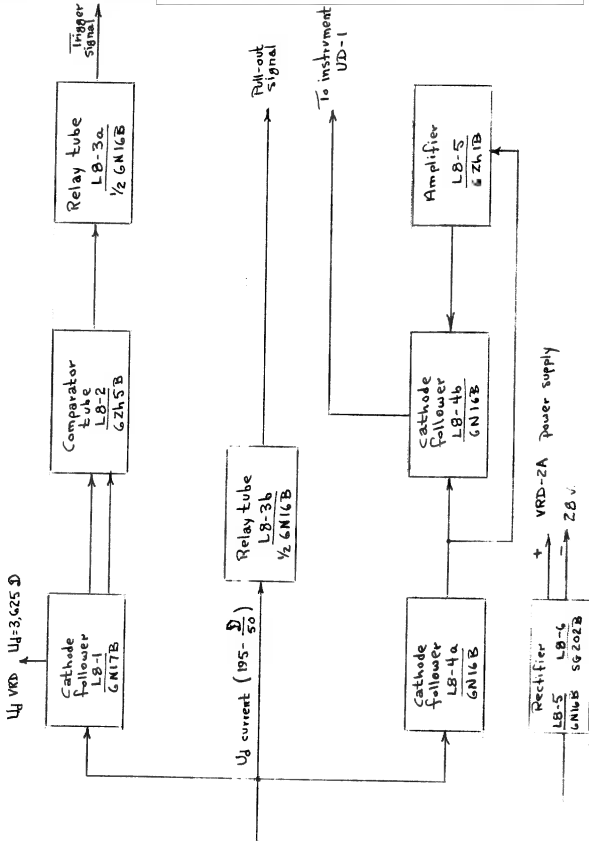 Trigger
signal
Relay tube
L8-3a
1/2 6N16B
Comparator
tube
L8-2
6Zh5B
Cathode
follower
L8-1
6N17B
Ud VRD Ud=3,625 D
Pull-out
signal
Relay tube
L8-3b
1/2 6N16B
Ud current (195-D/50)
To instrument
UD-1
Amplifier
L8-5
6Zh1B
Cathode
follower
L8-4b
6N16B
Cathode
follower
L8-4a
6N16B
+ VRD-2A power supply
- 28 v.
Rectifier
L8-5 L8-6
6N16B SG202B